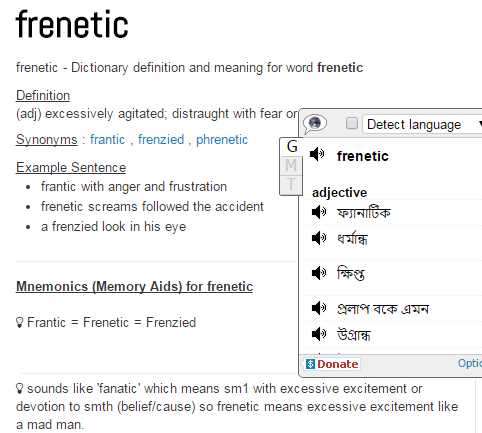 frenetic
frenetic - Dictionary definition and meaning for word frenetic
Definition
(adj) excessively agitated; distraught with fear or
Synonyms : frantic , frenzied , phrenetic
Example Sentence
• frantic with anger and frustration
• frenetic screams followed the accident
• a frenzied look in his eye
Mnemonics (Memory Aids) for frenetic
Frantic = Frenetic = Frenzied
sounds like 'fanatic' which means sm1 with excessive excitement or
devotion to smth (belief/cause) so frenetic means excessive excitement like
a mad man.
Detect language
G
M
T
frenetic
adjective
ফ্যানাটিক
ধর্মান্ধ
ক্ষিপ্ত
প্রলাপ বকে এমন
উগ্রান্ধ
$ Donate